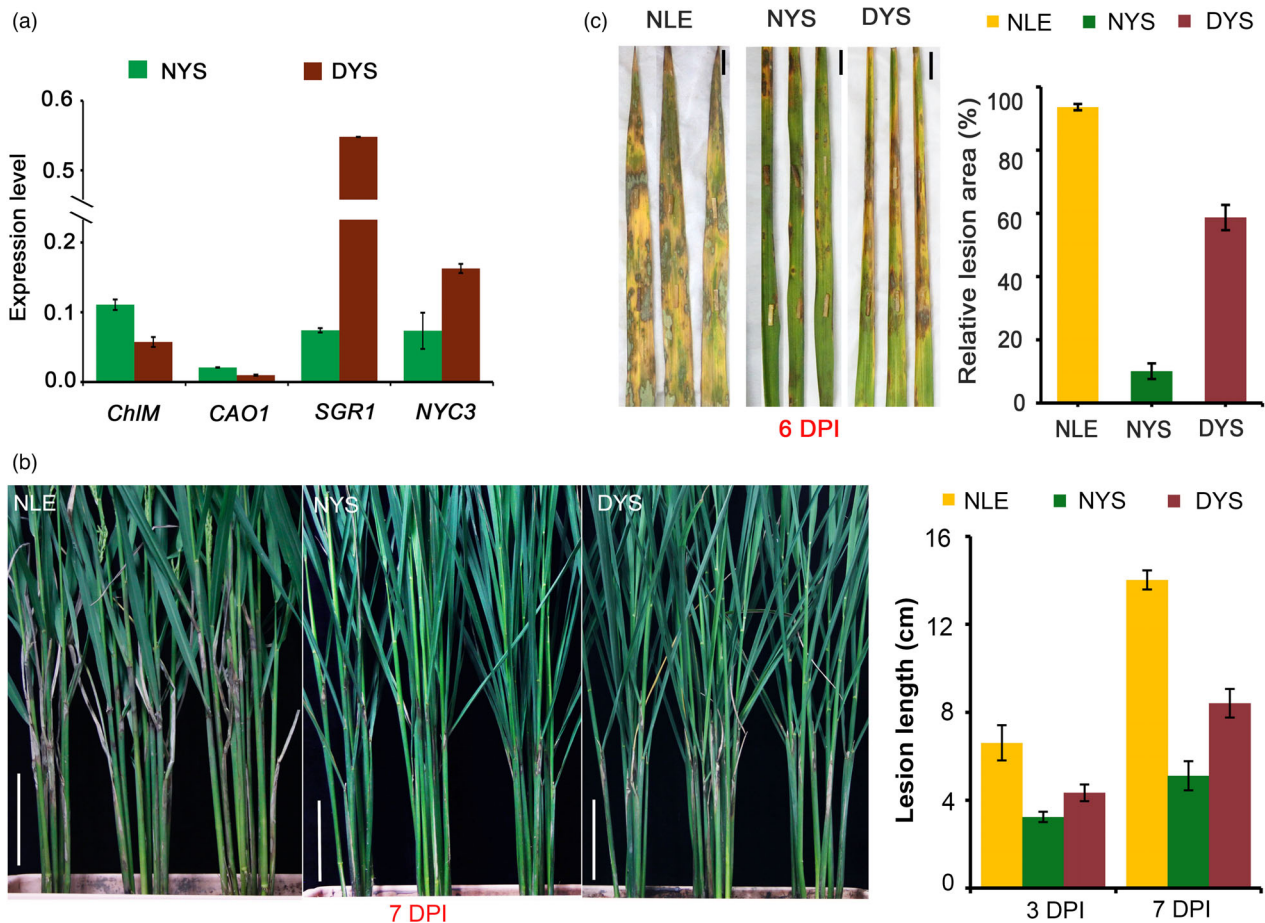 (a)
NYS DYS
Expression level
0.6
0.5
0.2
0.1
0.0
ChlM CAO1 SGR1 NYC3
(c)
NLE NYS DYS
6 DPI
NLE NYS DYS
Relative lesion area (%)
100
80
60
40
20
0
NLE NYS DYS
(b)
NLE NYS DYS
7 DPI
NLE NYS DYS
Lesion length (cm)
16
12
8
4
0
3 DPI 7 DPI